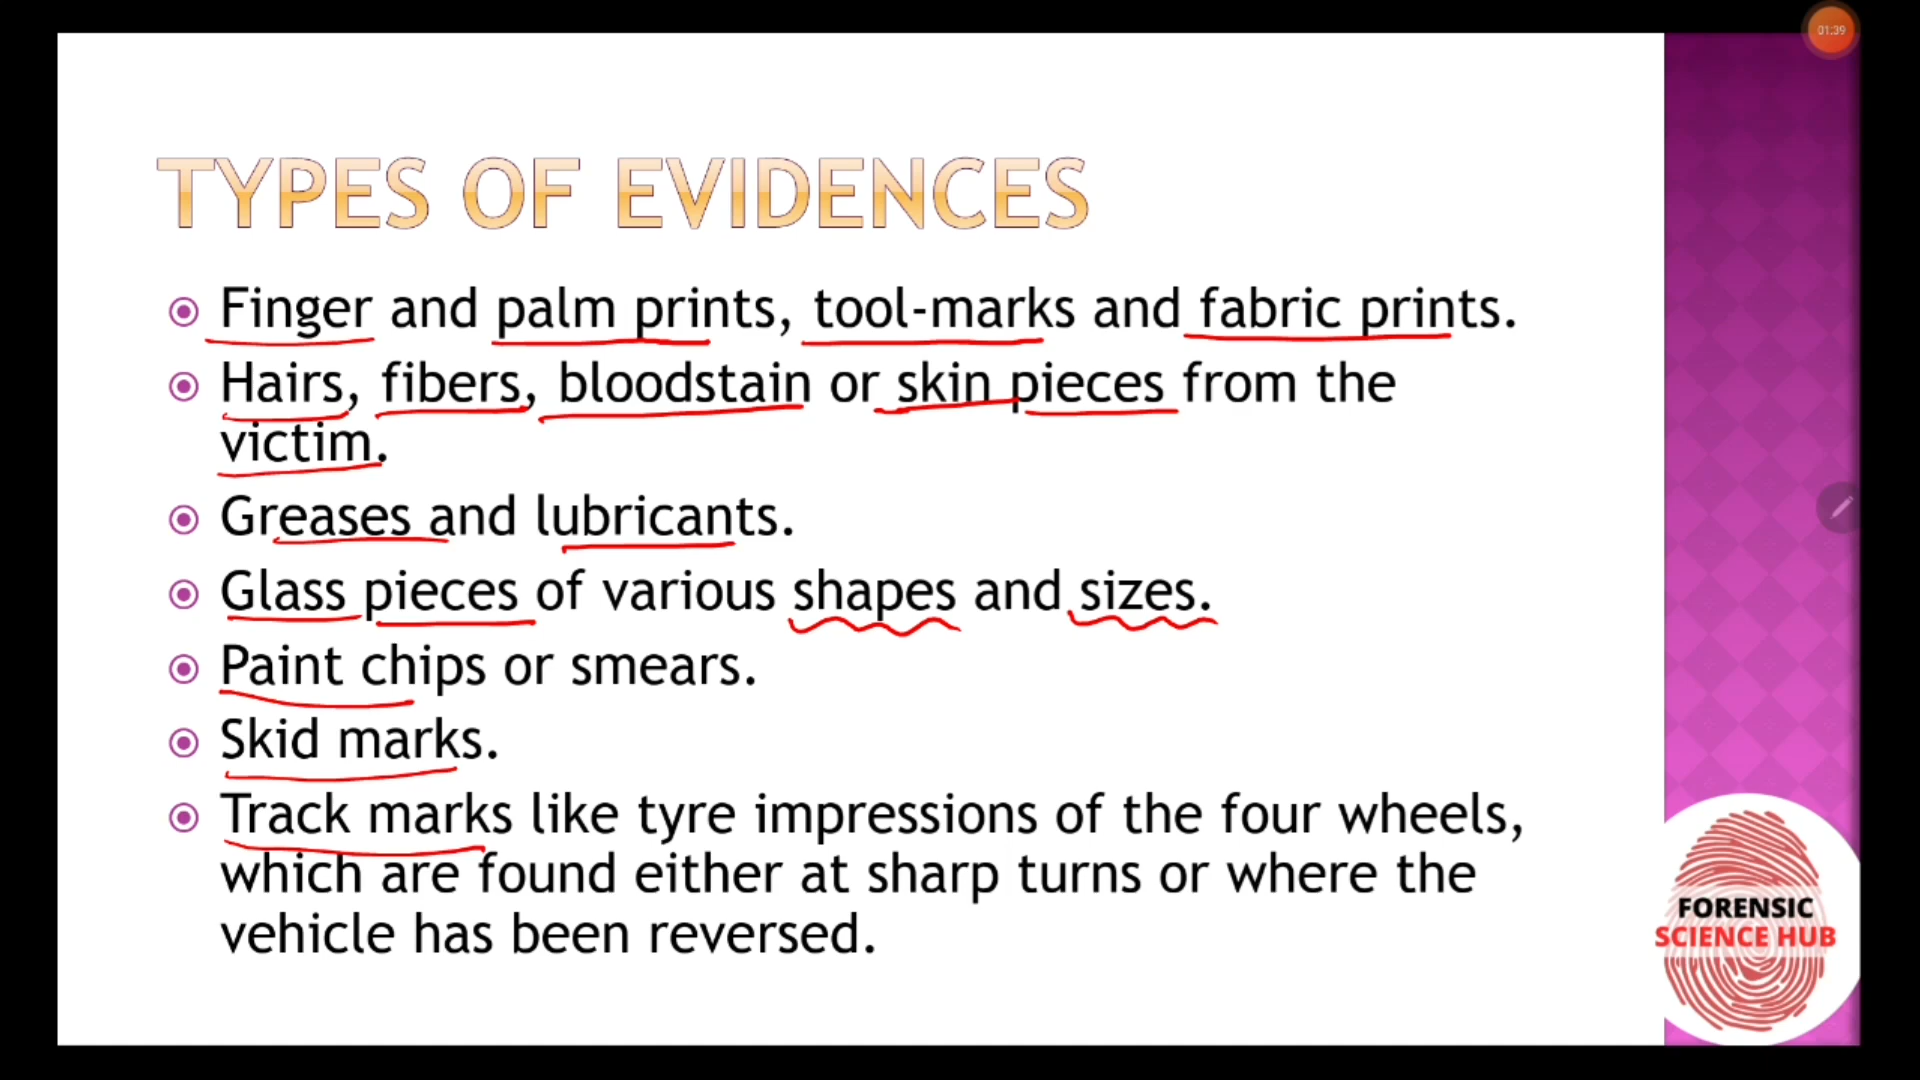 01:39
TYPES OF EVIDENCES
Finger and palm prints, tool-marks and fabric prints.
Hairs, fibers, bloodstain or skin pieces from the
victim.
Greases and lubricants.
Glass pieces of various shapes and sizes.
Paint chips or smears.
Skid marks.
Track marks like tyre impressions of the four wheels,
which are found either at sharp turns or where the
vehicle has been reversed.
FORENSIC
SCIENCE HUB